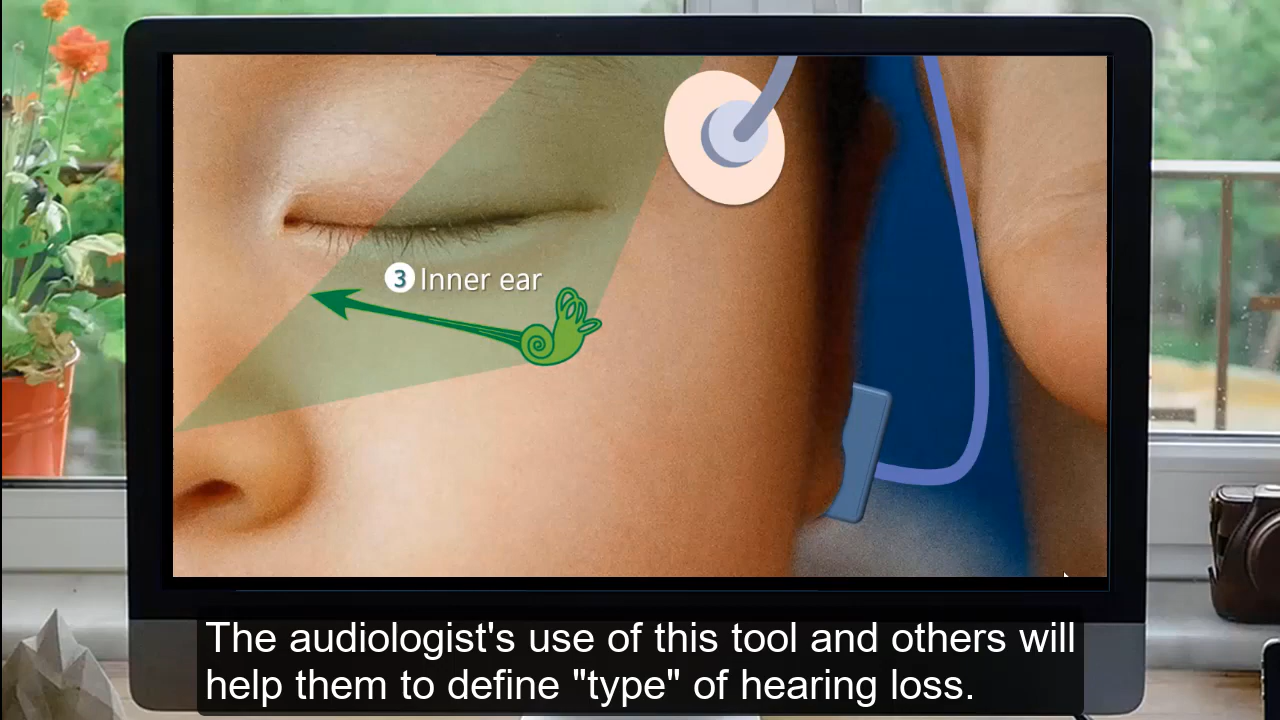 3 Inner ear
The audiologist's use of this tool and others will
help them to define "type" of hearing loss.